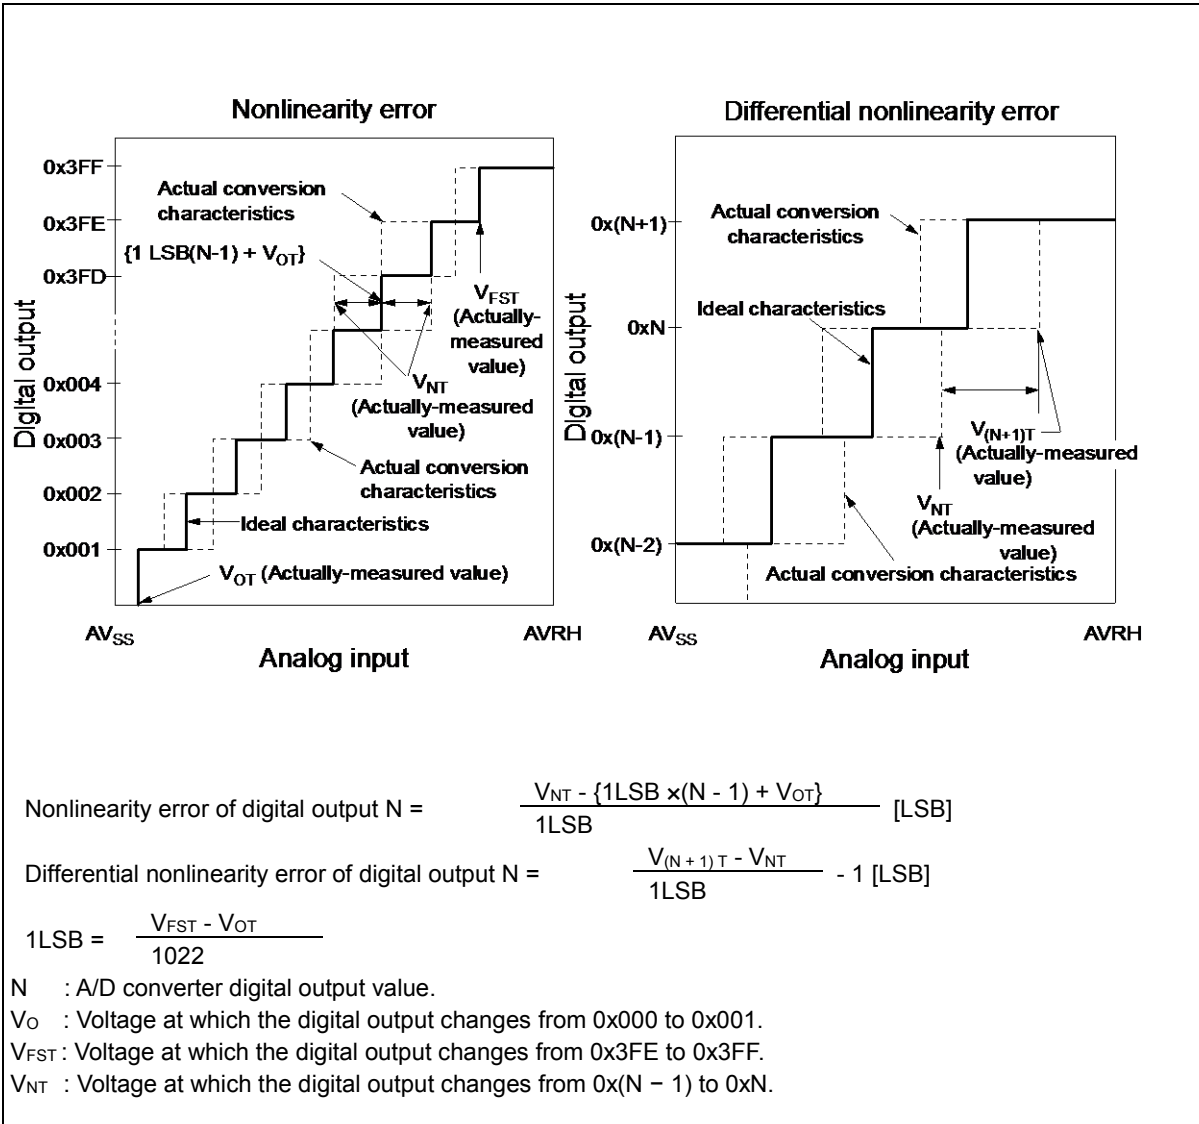 Nonlinearity error
0x3FF
0x3FE
0x3FD
0x004
0x003
0x002
0x001
Digital output
Actual conversion
characteristics
{1 LSB(N-1) + VOT}
VFST
(Actually-
measured
value)
VNT
(Actually-measured
value)
Actual conversion
characteristics
Ideal characteristics
VOT (Actually-measured value)
AVSS
AVRH
Analog input
Differential nonlinearity error
0x(N+1)
0xN
0x(N-1)
0x(N-2)
Digital output
Actual conversion
characteristics
Ideal characteristics
V(N+1)T
(Actually-measured
value)
VNT
(Actually-measured
value)
Actual conversion characteristics
AVSS
AVRH
Analog input
Nonlinearity error of digital output N =
VNT - {1LSB ×(N - 1) + VOT}
1LSB
[LSB]
Differential nonlinearity error of digital output N =
V(N + 1) T - VNT
1LSB
- 1 [LSB]
1LSB =
VFST - VOT
1022
N : A/D converter digital output value.
VO : Voltage at which the digital output changes from 0x000 to 0x001.
VFST : Voltage at which the digital output changes from 0x3FE to 0x3FF.
VNT : Voltage at which the digital output changes from 0x(N − 1) to 0xN.